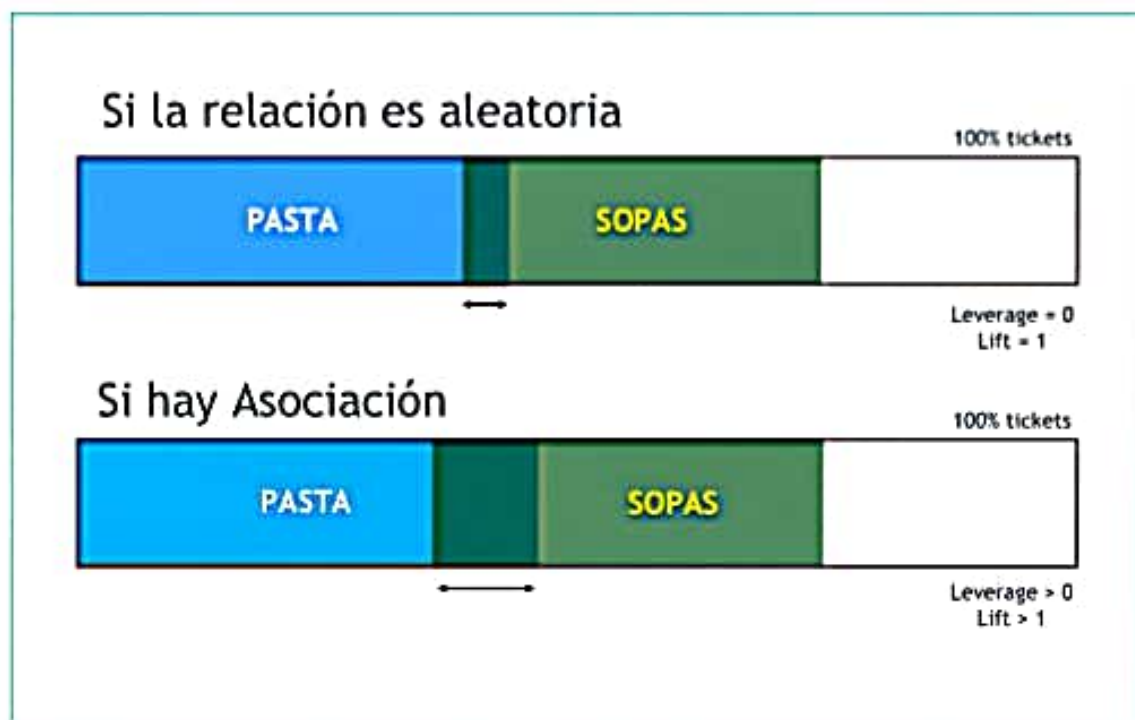 Si la relación es aleatoria
100% tickets
PASTA
SOPAS
Leverage = 0
Lift = 1
Si hay Asociación
100% tickets
PASTA
SOPAS
Leverage > 0
Lift > 1